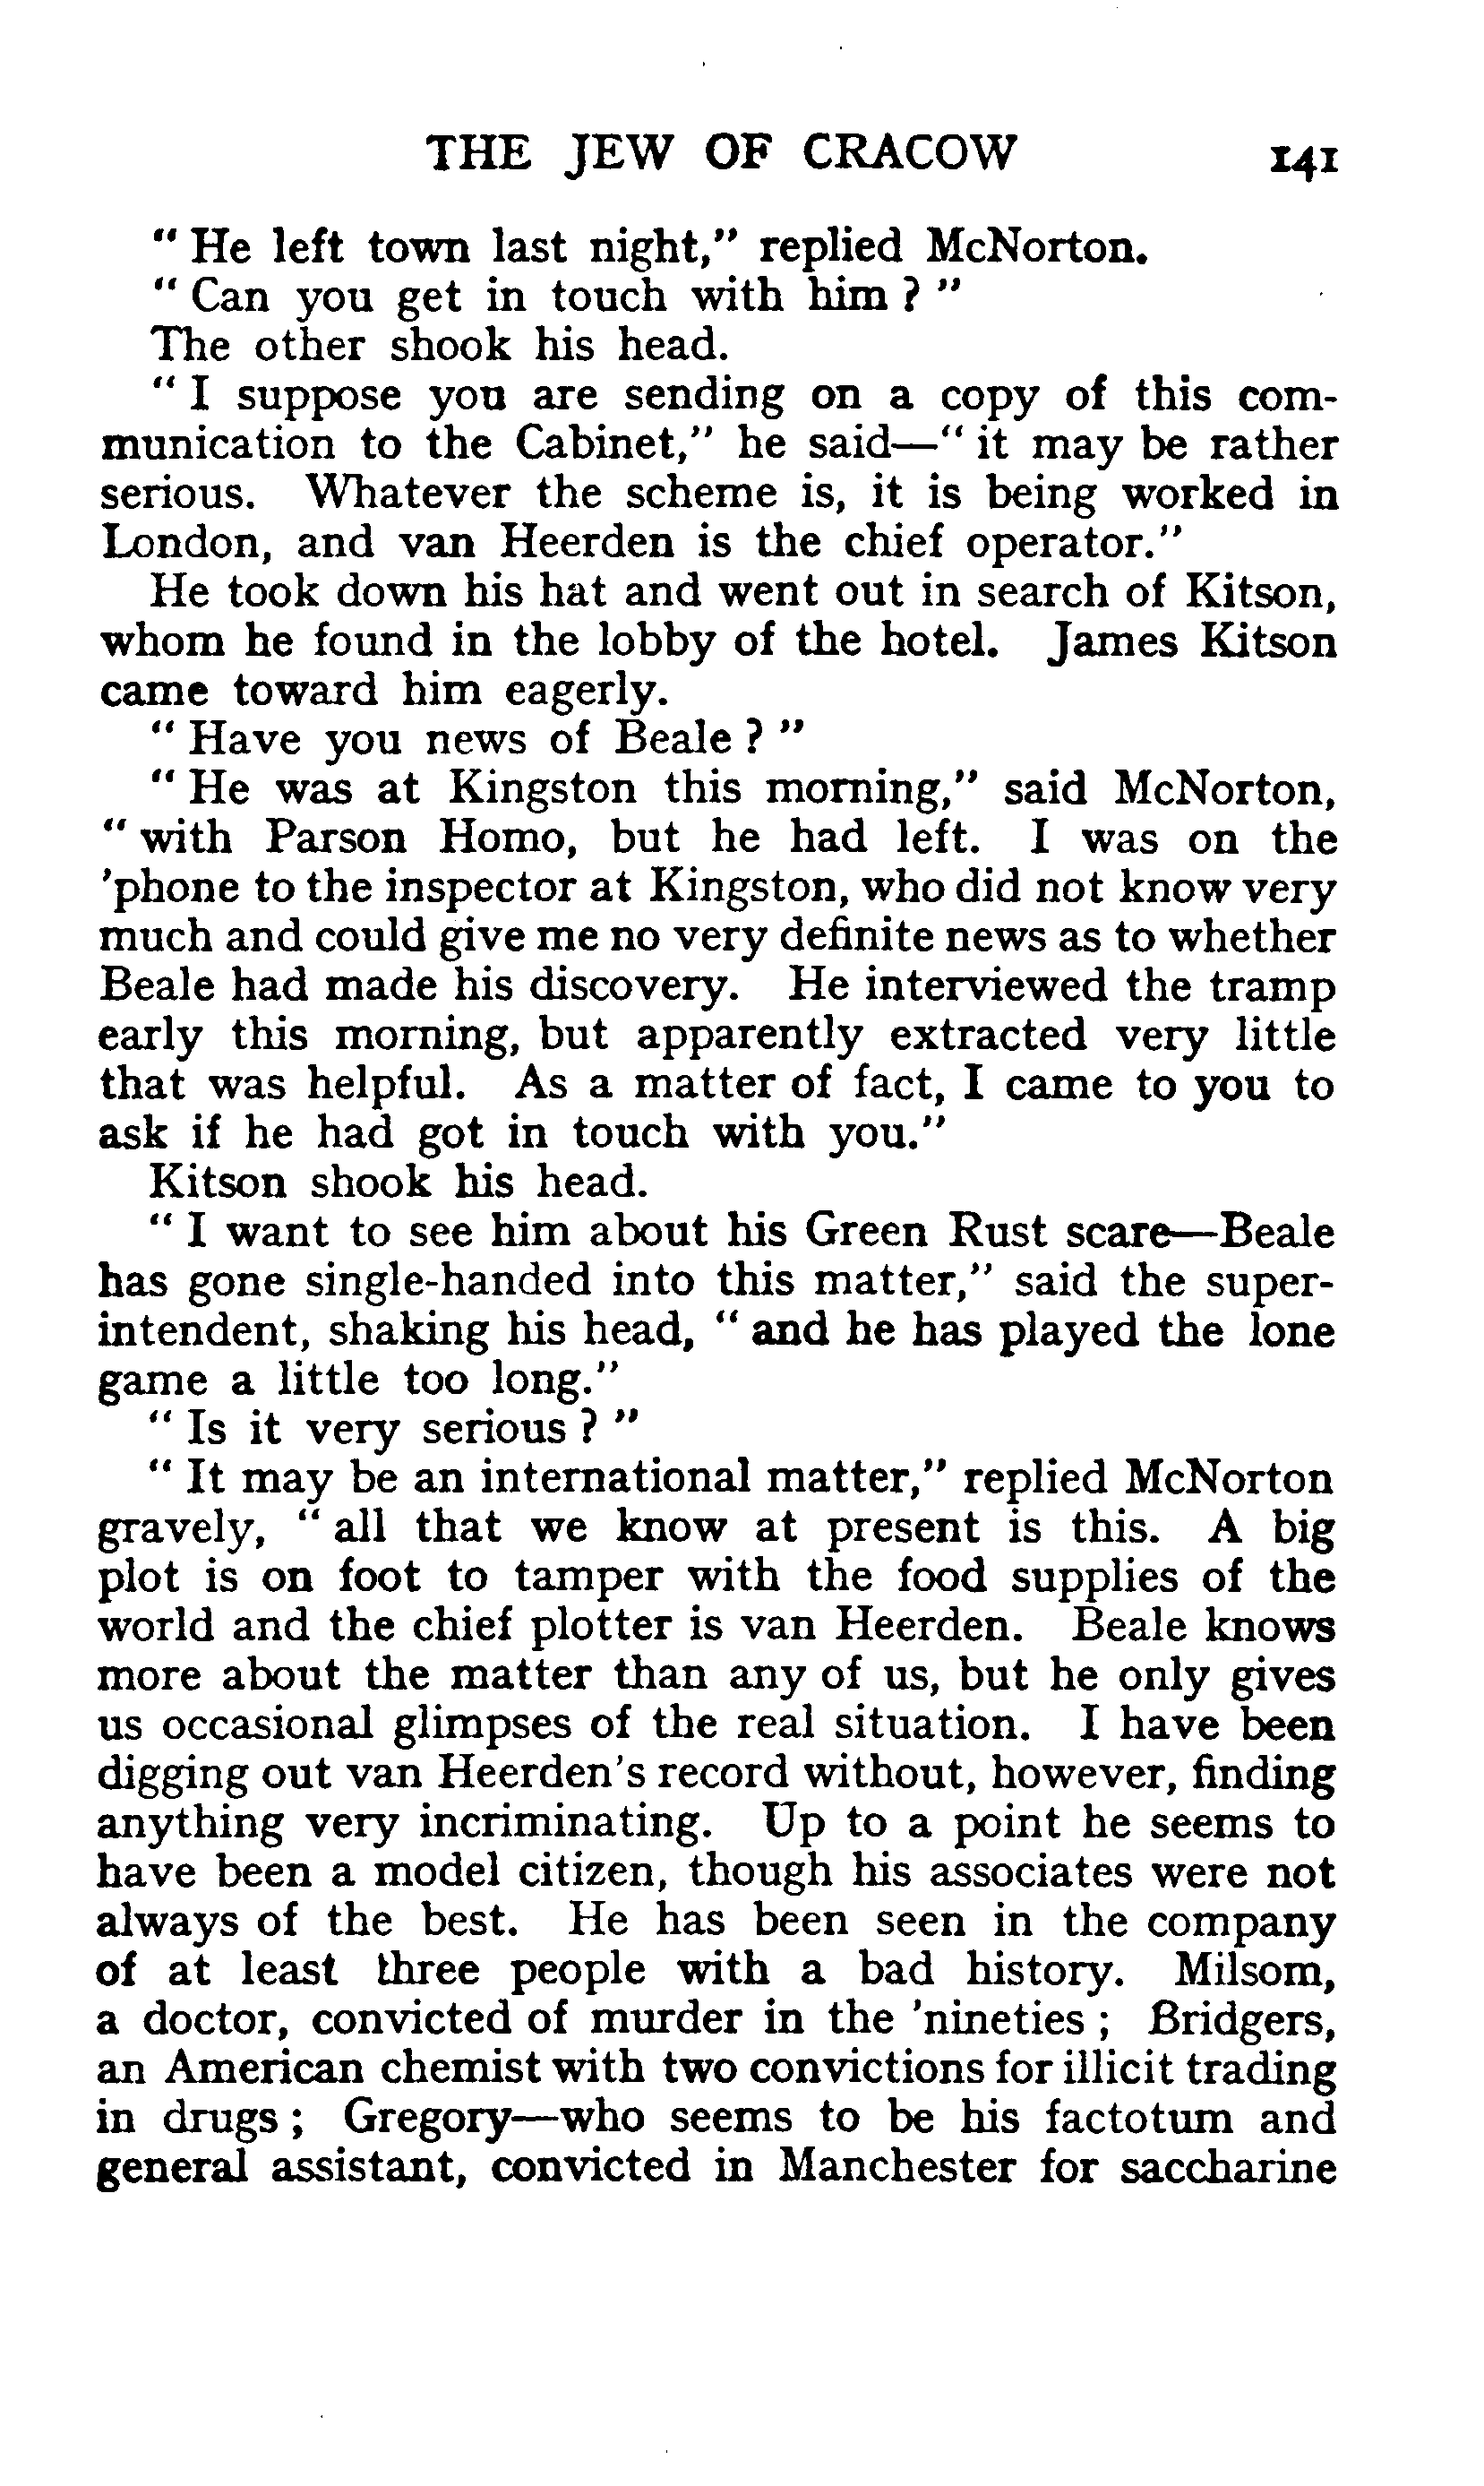 THE JEW OF CRACOW 141
" He left town last night," replied McNorton.
" Can you get in touch with him ? "
The other shook his head.
" I suppose you are sending on a copy of this com-
munication to the Cabinet," he said—" it may be rather
serious. Whatever the scheme is, it is being worked in
London, and van Heerden is the chief operator."
He took down his hat and went out in search of Kitson,
whom he found in the lobby of the hotel. James Kitson
came toward him eagerly.
" Have you news of Beale ? "
" He was at Kingston this morning," said McNorton,
" with Parson Homo, but he had left. I was on the
'phone to the inspector at Kingston, who did not know very
much and could give me no very definite news as to whether
Beale had made his discovery. He interviewed the tramp
early this morning, but apparently extracted very little
that was helpful. As a matter of fact, I came to you to
ask if he had got in touch with you."
Kitson shook his head.
" I want to see him about his Green Rust scare—Beale
has gone single-handed into this matter," said the super-
intendent, shaking his head, " and he has played the lone
game a little too long."
" Is it very serious ? "
" It may be an international matter," replied McNorton
gravely, " all that we know at present is this. A big
plot is on foot to tamper with the food supplies of the
world and the chief plotter is van Heerden. Beale knows
more about the matter than any of us, but he only gives
us occasional glimpses of the real situation. I have been
digging out van Heerden's record without, however, finding
anything very incriminating. Up to a point he seems to
have been a model citizen, though his associates were not
always of the best. He has been seen in the company
of at least three people with a bad history. Milsom,
a doctor, convicted of murder in the 'nineties ; Bridgers,
an American chemist with two convictions for illicit trading
in drugs ; Gregory—who seems to be his factotum and
general assistant, convicted in Manchester for saccharine